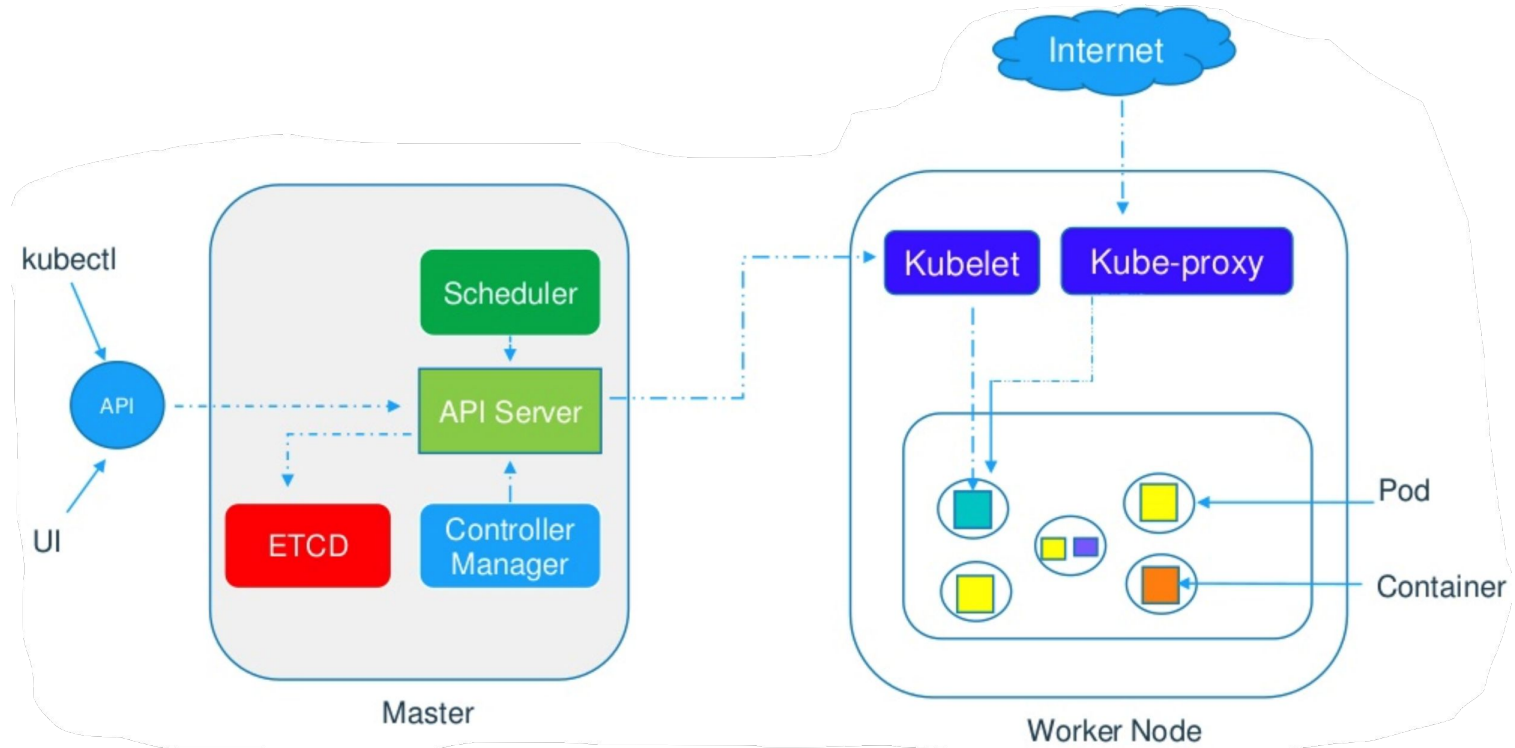 Internet
kubectl
Scheduler
Kubelet
Kube-proxy
API
API Server
UI
ETCD
Controller
Manager
Pod
Container
Master
Worker Node